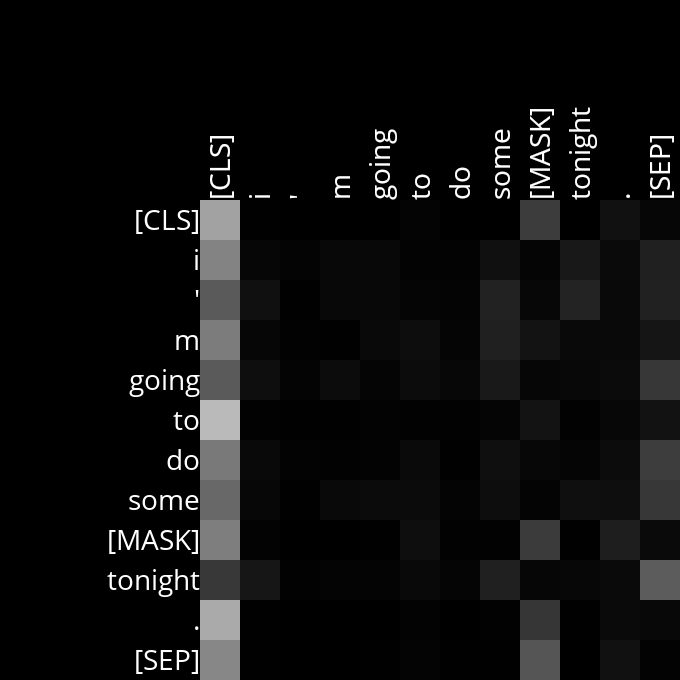 [CLS] i ' m going to do some [MASK] tonight . [SEP]
[CLS]
i
'
m
going
to
do
some
[MASK]
tonight
.
[SEP]